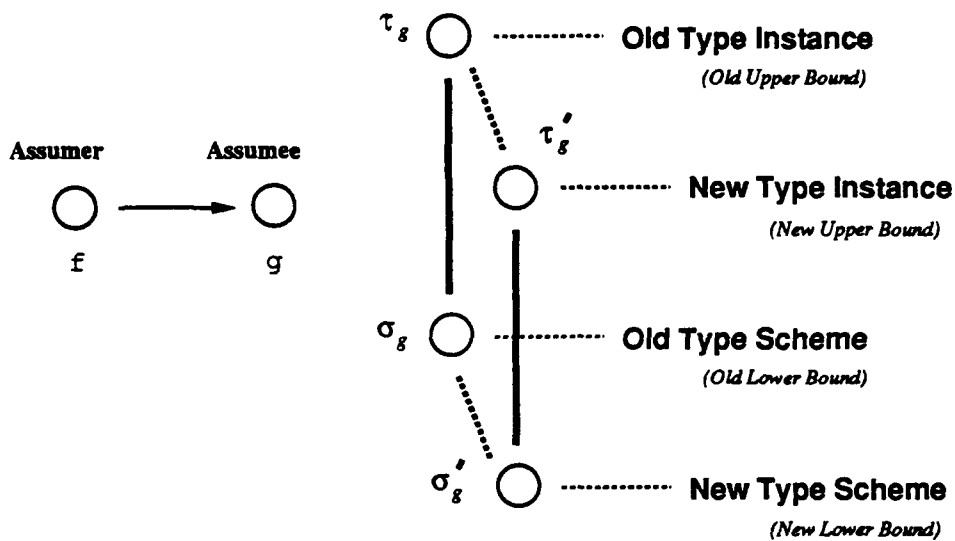 τg
Old Type Instance
(Old Upper Bound)
τg′
Assumer
Assumee
New Type Instance
(New Upper Bound)
f
g
σg
Old Type Scheme
(Old Lower Bound)
σg′
New Type Scheme
(New Lower Bound)